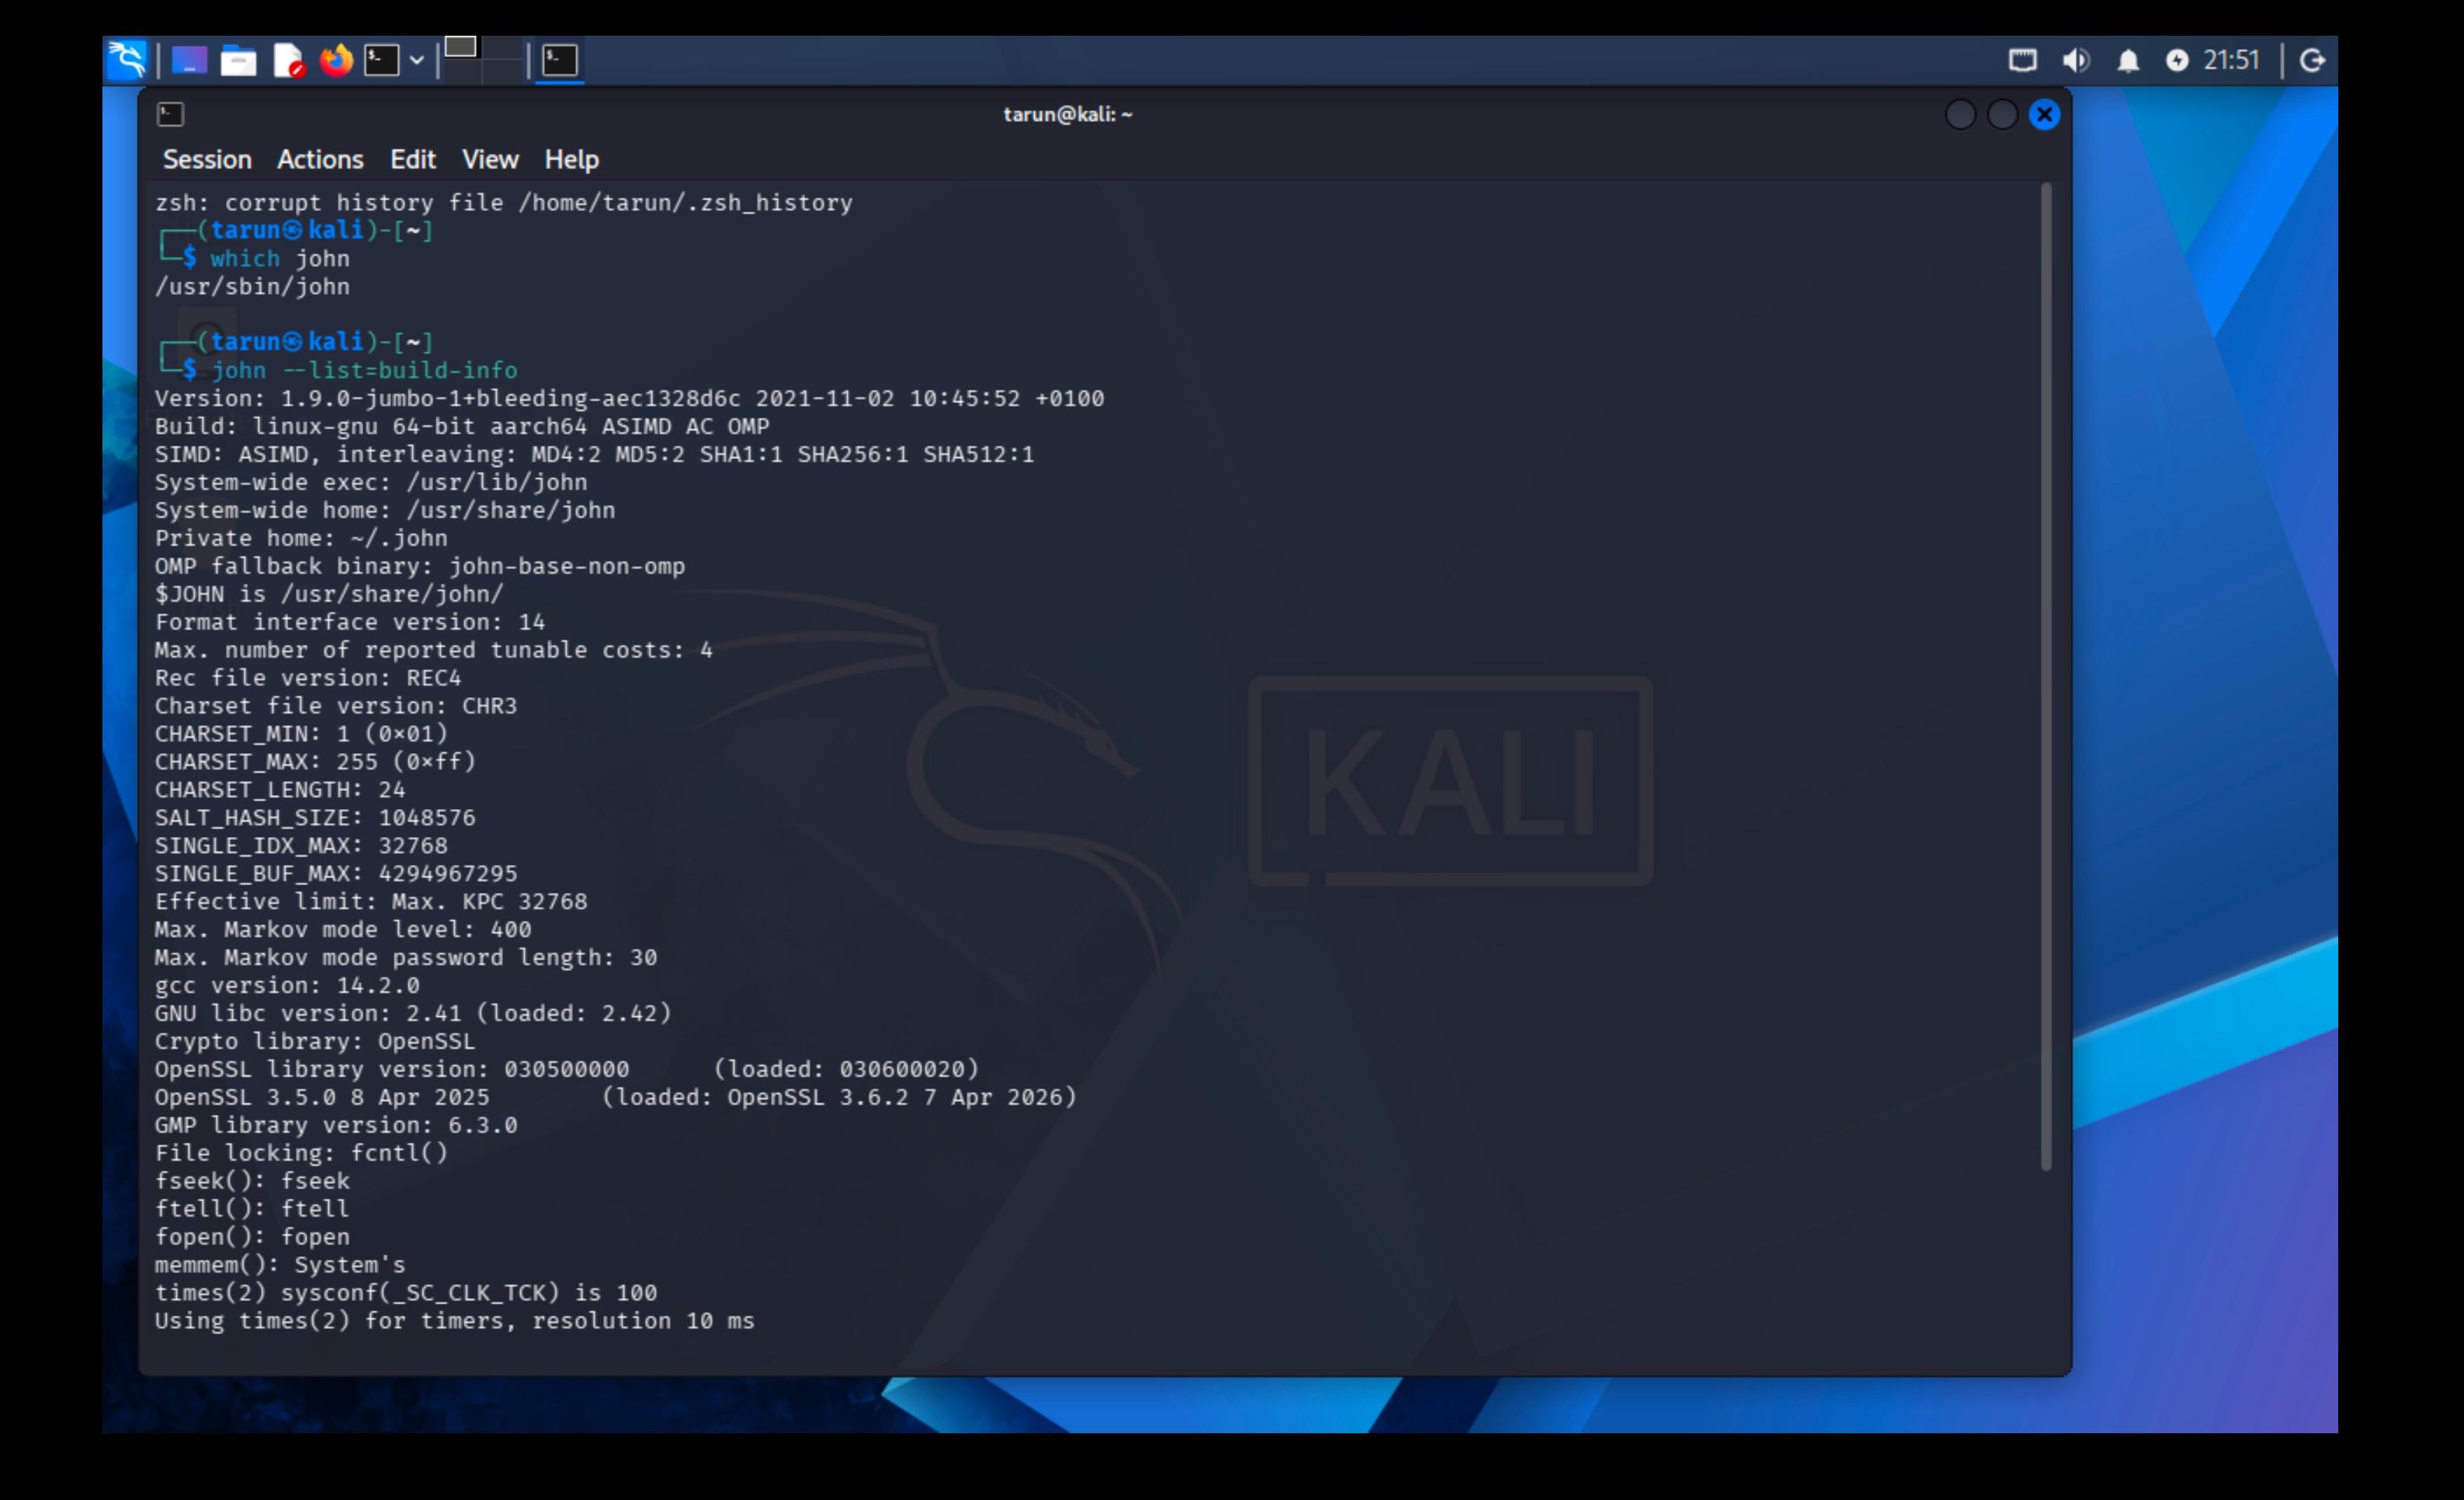 21:51
tarun@kali: ~
Session Actions Edit View Help
zsh: corrupt history file /home/tarun/.zsh_history
┌──(tarun㉿kali)-[~]
└─$ which john
/usr/sbin/john
┌──(tarun㉿kali)-[~]
└─$ john --list=build-info
Version: 1.9.0-jumbo-1+bleeding-aec1328d6c 2021-11-02 10:45:52 +0100
Build: linux-gnu 64-bit aarch64 ASIMD AC OMP
SIMD: ASIMD, interleaving: MD4:2 MD5:2 SHA1:1 SHA256:1 SHA512:1
System-wide exec: /usr/lib/john
System-wide home: /usr/share/john
Private home: ~/.john
OMP fallback binary: john-base-non-omp
$JOHN is /usr/share/john/
Format interface version: 14
Max. number of reported tunable costs: 4
Rec file version: REC4
Charset file version: CHR3
CHARSET_MIN: 1 (0×01)
CHARSET_MAX: 255 (0×ff)
CHARSET_LENGTH: 24
SALT_HASH_SIZE: 1048576
SINGLE_IDX_MAX: 32768
SINGLE_BUF_MAX: 4294967295
Effective limit: Max. KPC 32768
Max. Markov mode level: 400
Max. Markov mode password length: 30
gcc version: 14.2.0
GNU libc version: 2.41 (loaded: 2.42)
Crypto library: OpenSSL
OpenSSL library version: 030500000 (loaded: 030600020)
OpenSSL 3.5.0 8 Apr 2025 (loaded: OpenSSL 3.6.2 7 Apr 2026)
GMP library version: 6.3.0
File locking: fcntl()
fseek(): fseek
ftell(): ftell
fopen(): fopen
memmem(): System's
times(2) sysconf(_SC_CLK_TCK) is 100
Using times(2) for timers, resolution 10 ms
KALI